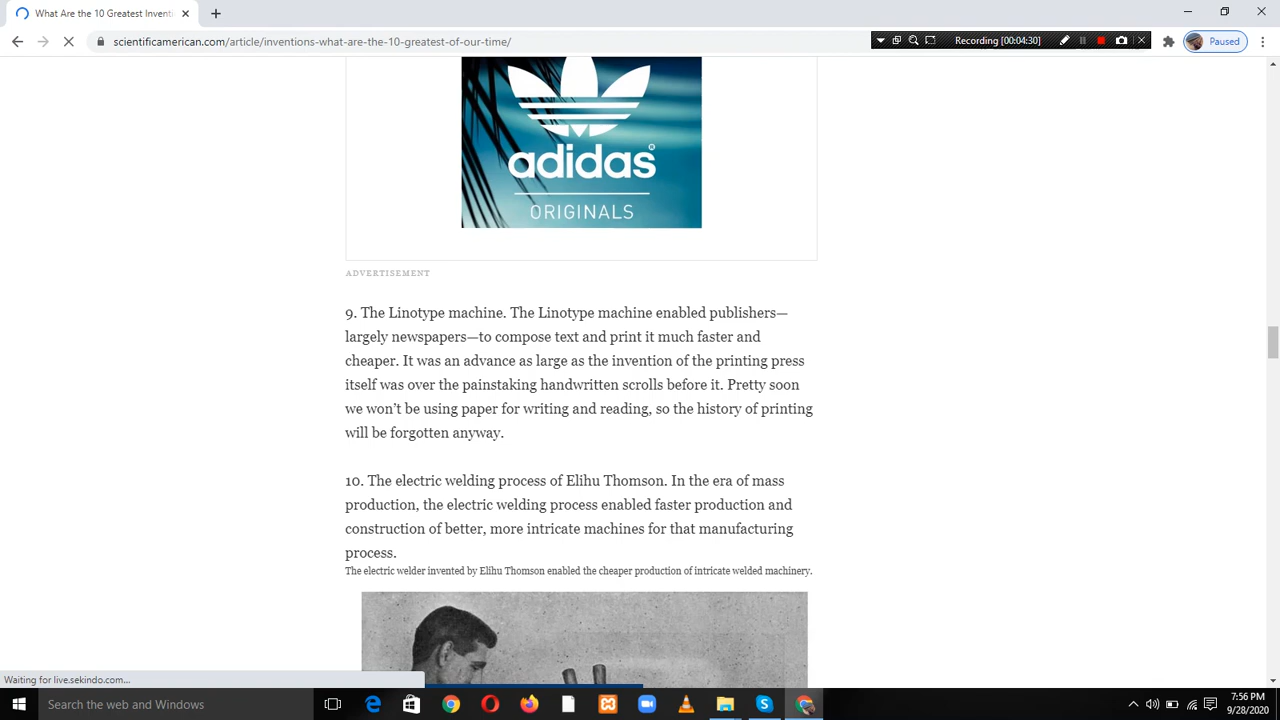 What Are the 10 Greatest Inventi
scientificamerican.com/article/inventions-what-are-the-10-greatest-of-our-time/
Recording [00:04:30]
Paused
adidas®
ORIGINALS
ADVERTISEMENT
9. The Linotype machine. The Linotype machine enabled publishers—
largely newspapers—to compose text and print it much faster and
cheaper. It was an advance as large as the invention of the printing press
itself was over the painstaking handwritten scrolls before it. Pretty soon
we won’t be using paper for writing and reading, so the history of printing
will be forgotten anyway.
10. The electric welding process of Elihu Thomson. In the era of mass
production, the electric welding process enabled faster production and
construction of better, more intricate machines for that manufacturing
process.
The electric welder invented by Elihu Thomson enabled the cheaper production of intricate welded machinery.
Waiting for live.sekindo.com...
Search the web and Windows
7:56 PM
9/28/2020